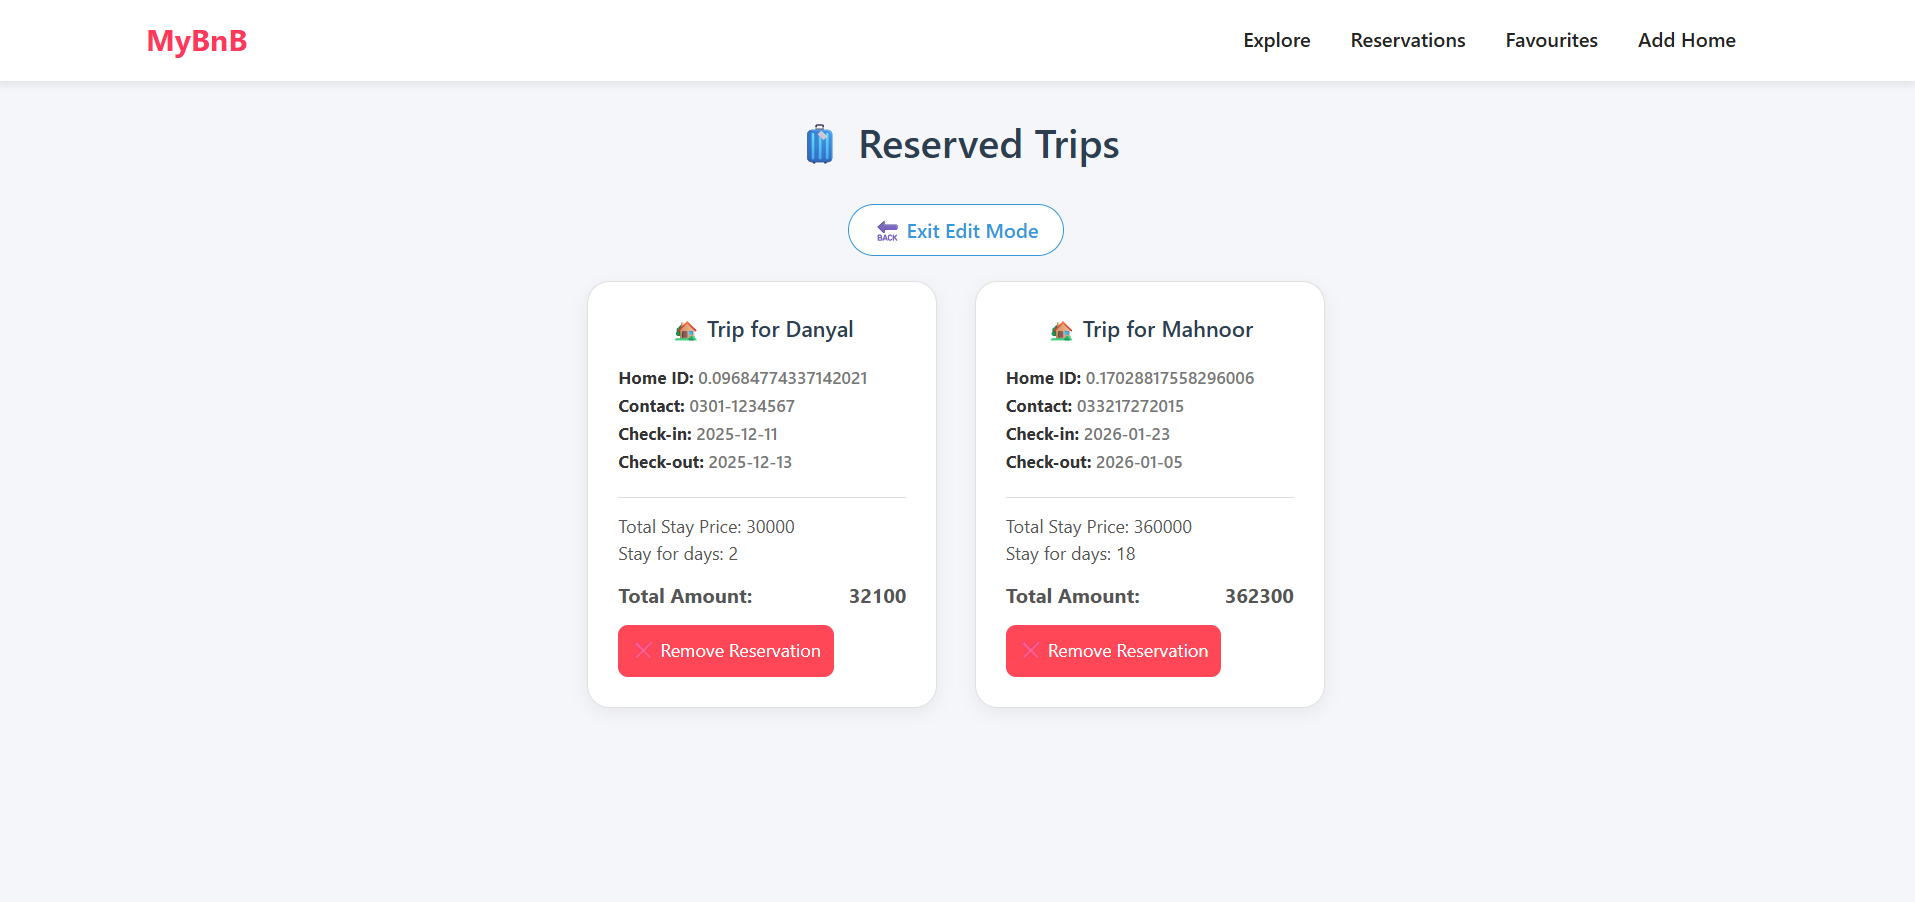 MyBnB
Explore
Reservations
Favourites
Add Home
Reserved Trips
BACK Exit Edit Mode
Trip for Danyal
Home ID: 0.09684774337142021
Contact: 0301-1234567
Check-in: 2025-12-11
Check-out: 2025-12-13
Total Stay Price: 30000
Stay for days: 2
Total Amount: 32100
Remove Reservation
Trip for Mahnoor
Home ID: 0.17028817558296006
Contact: 033217272015
Check-in: 2026-01-23
Check-out: 2026-01-05
Total Stay Price: 360000
Stay for days: 18
Total Amount: 362300
Remove Reservation